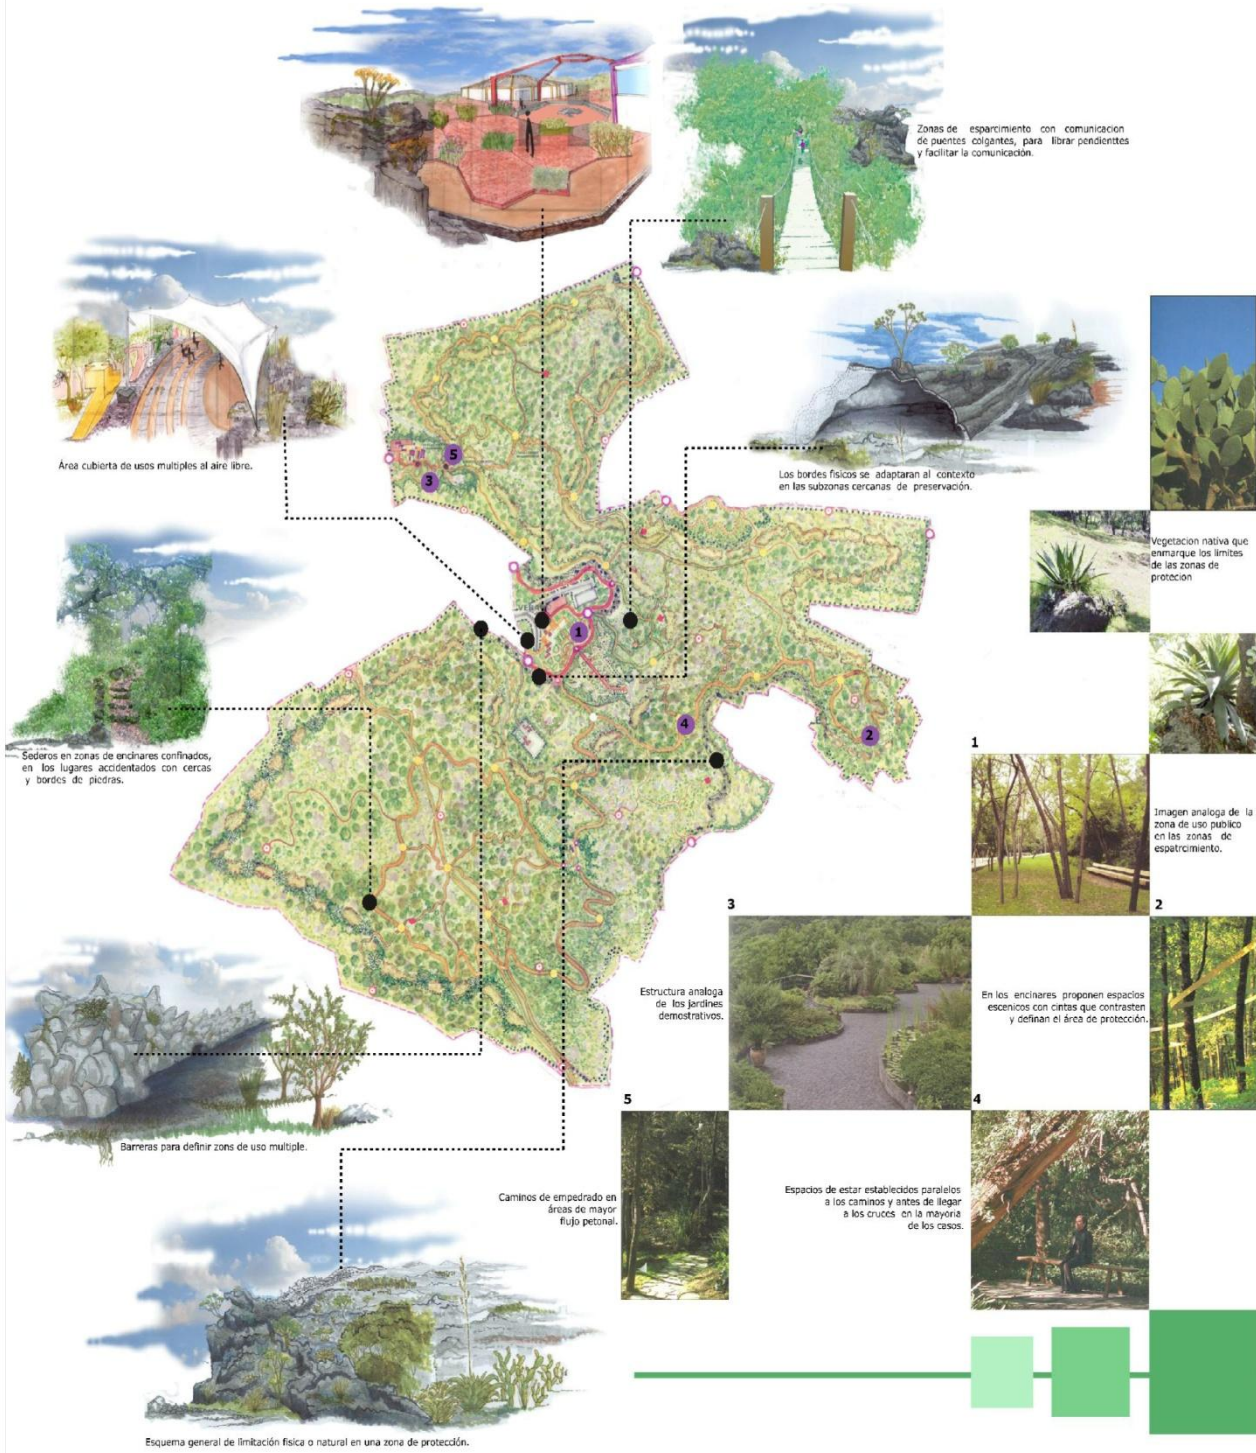 Zonas de esparcimiento con comunicacion
de puentes colgantes, para librar pendienttes
y facilitar la comunicación.
Área cubierta de usos multiples al aire libre.
Los bordes fisicos se adaptaran al contexto
en las subzonas cercanas de preservación.
Vegetacion nativa que
enmarque los limites
de las zonas de
protecion
5
3
1
4
2
Sederos en zonas de encinares confinados,
en los lugares accidentados con cercas
y bordes de piedras.
1
Imagen analoga de la
zona de uso publico
en las zonas de
espatrcimiento.
3
2
Estructura analoga
de los jardines
demostrativos.
En los encinares proponen espacios
escenicos con cintas que contrasten
y definan el área de protección.
5
4
Barreras para definir zons de uso multiple.
Caminos de empedrado en
áreas de mayor
flujo petonal.
Espacios de estar establecidos paralelos
a los caminos y antes de llegar
a los cruces en la mayoria
de los casos.
Esquema general de limitación fisica o natural en una zona de protección.